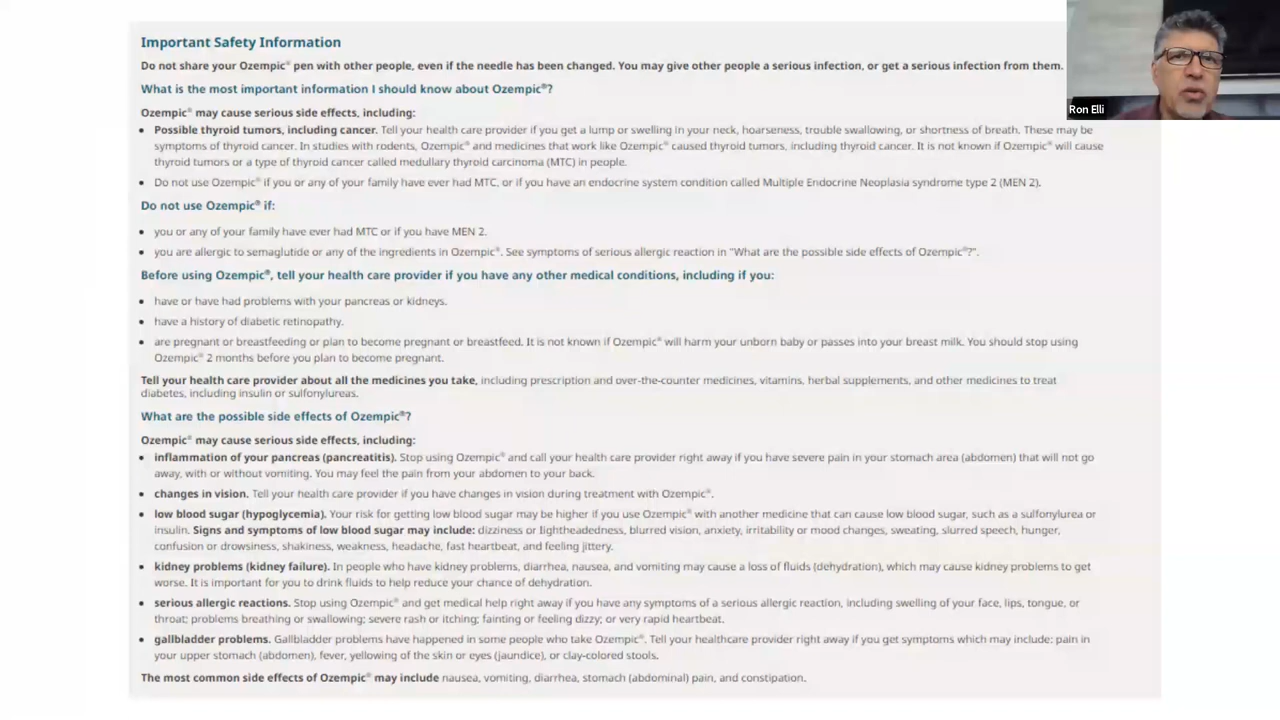 Important Safety Information
Do not share your Ozempic® pen with other people, even if the needle has been changed. You may give other people a serious infection, or get a serious infection from them.
Ron Elli
What is the most important information I should know about Ozempic®?
Ozempic® may cause serious side effects, including:
• Possible thyroid tumors, including cancer. Tell your health care provider if you get a lump or swelling in your neck, hoarseness, trouble swallowing, or shortness of breath. These may be
symptoms of thyroid cancer. In studies with rodents, Ozempic® and medicines that work like Ozempic® caused thyroid tumors, including thyroid cancer. It is not known if Ozempic® will cause
thyroid tumors or a type of thyroid cancer called medullary thyroid carcinoma (MTC) in people.
• Do not use Ozempic® if you or any of your family have ever had MTC, or if you have an endocrine system condition called Multiple Endocrine Neoplasia syndrome type 2 (MEN 2).
Do not use Ozempic® if:
• you or any of your family have ever had MTC or if you have MEN 2.
• you are allergic to semaglutide or any of the ingredients in Ozempic®. See symptoms of serious allergic reaction in "What are the possible side effects of Ozempic®?".
Before using Ozempic®, tell your health care provider if you have any other medical conditions, including if you:
• have or have had problems with your pancreas or kidneys.
• have a history of diabetic retinopathy.
• are pregnant or breastfeeding or plan to become pregnant or breastfeed. It is not known if Ozempic® will harm your unborn baby or passes into your breast milk. You should stop using
Ozempic® 2 months before you plan to become pregnant.
Tell your health care provider about all the medicines you take, including prescription and over-the-counter medicines, vitamins, herbal supplements, and other medicines to treat
diabetes, including insulin or sulfonylureas.
What are the possible side effects of Ozempic®?
Ozempic® may cause serious side effects, including:
• inflammation of your pancreas (pancreatitis). Stop using Ozempic® and call your health care provider right away if you have severe pain in your stomach area (abdomen) that will not go
away, with or without vomiting. You may feel the pain from your abdomen to your back.
• changes in vision. Tell your health care provider if you have changes in vision during treatment with Ozempic®.
• low blood sugar (hypoglycemia). Your risk for getting low blood sugar may be higher if you use Ozempic® with another medicine that can cause low blood sugar, such as a sulfonylurea or
insulin. Signs and symptoms of low blood sugar may include: dizziness or lightheadedness, blurred vision, anxiety, irritability or mood changes, sweating, slurred speech, hunger,
confusion or drowsiness, shakiness, weakness, headache, fast heartbeat, and feeling jittery.
• kidney problems (kidney failure). In people who have kidney problems, diarrhea, nausea, and vomiting may cause a loss of fluids (dehydration), which may cause kidney problems to get
worse. It is important for you to drink fluids to help reduce your chance of dehydration.
• serious allergic reactions. Stop using Ozempic® and get medical help right away if you have any symptoms of a serious allergic reaction, including swelling of your face, lips, tongue, or
throat; problems breathing or swallowing; severe rash or itching; fainting or feeling dizzy; or very rapid heartbeat.
• gallbladder problems. Gallbladder problems have happened in some people who take Ozempic®. Tell your healthcare provider right away if you get symptoms which may include: pain in
your upper stomach (abdomen), fever, yellowing of the skin or eyes (jaundice), or clay-colored stools.
The most common side effects of Ozempic® may include nausea, vomiting, diarrhea, stomach (abdominal) pain, and constipation.